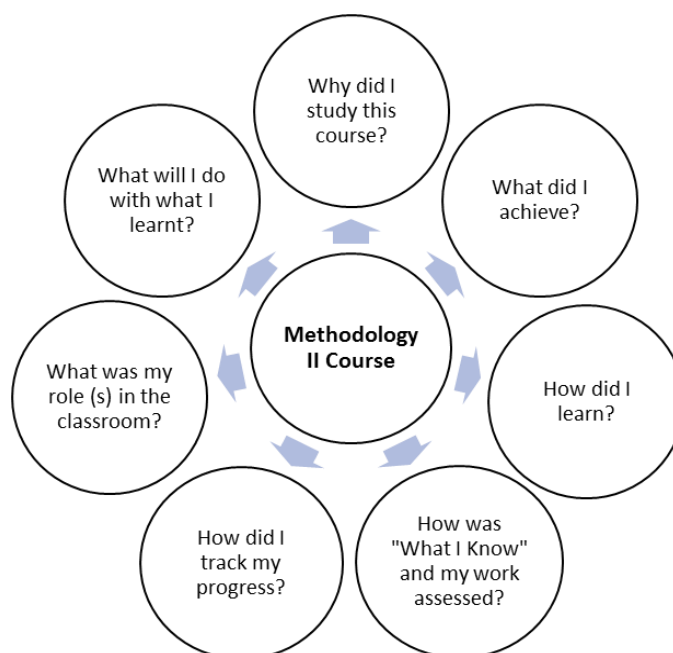 Why did I
study this
course?
What did I
achieve?
How did I
learn?
How was
"What I Know"
and my work
assessed?
How did I
track my
progress?
What was my
role (s) in the
classroom?
What will I do
with what I
learnt?
Methodology
II Course